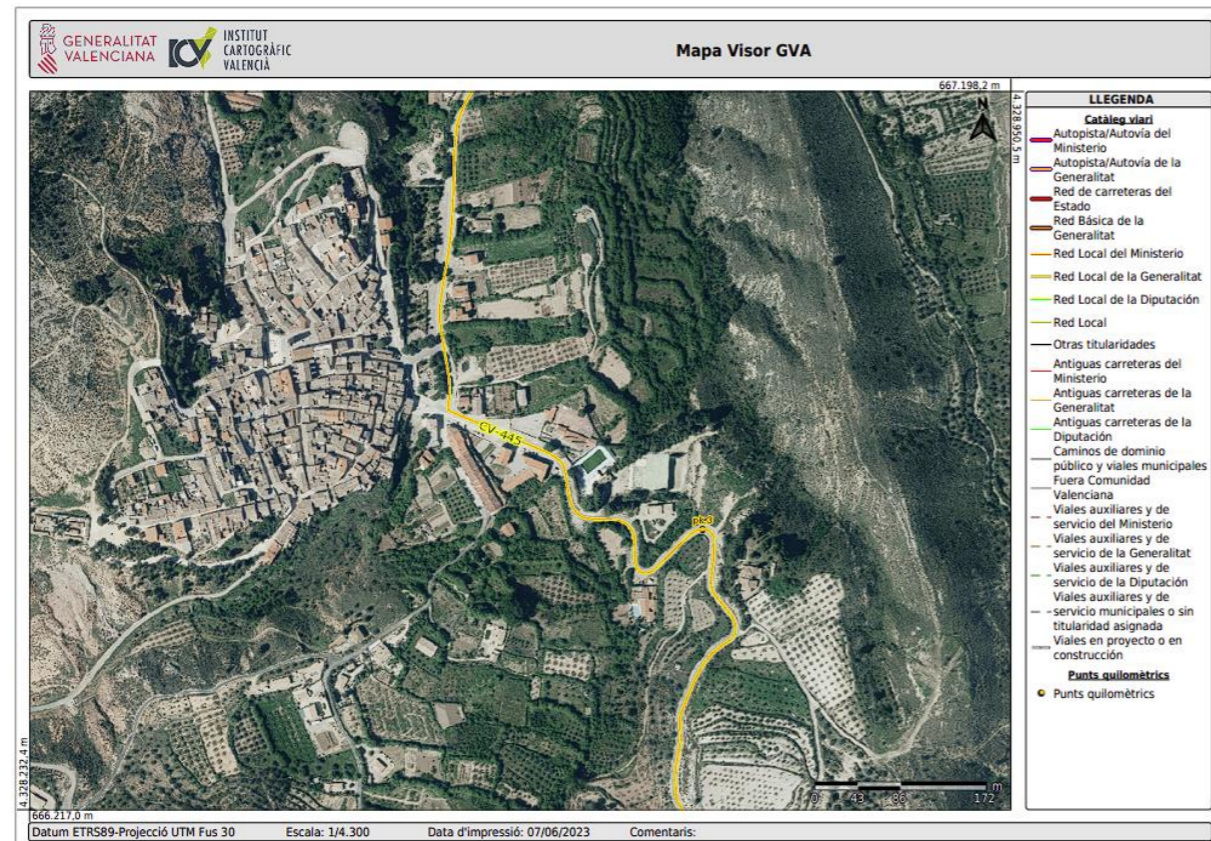 GENERALITAT
VALENCIANA
INSTITUT
CARTOGRÀFIC
VALENCIÀ
ICV
Mapa Visor GVA
667.198,2 m
4.328.950,5 m
N
CV-445
pk-3
m
0 43 86 172
4.328.232,4 m
666.217,0 m
LLEGENDA
Catàleg viari
Autopista/Autovía del
Ministerio
Autopista/Autovía de la
Generalitat
Red de carreteras del
Estado
Red Básica de la
Generalitat
Red Local del Ministerio
Red Local de la Generalitat
Red Local de la Diputación
Red Local
Otras titularidades
Antiguas carreteras del
Ministerio
Antiguas carreteras de la
Generalitat
Antiguas carreteras de la
Diputación
Caminos de dominio
público y viales municipales
Fuera Comunidad
Valenciana
Viales auxiliares y de
servicio del Ministerio
Viales auxiliares y de
servicio de la Generalitat
Viales auxiliares y de
servicio de la Diputación
Viales auxiliares y de
servicio municipales o sin
titularidad asignada
Viales en proyecto o en
construcción
Punts quilomètrics
Punts quilomètrics
Datum ETRS89-Projecció UTM Fus 30 Escala: 1/4.300 Data d'impressió: 07/06/2023 Comentaris: